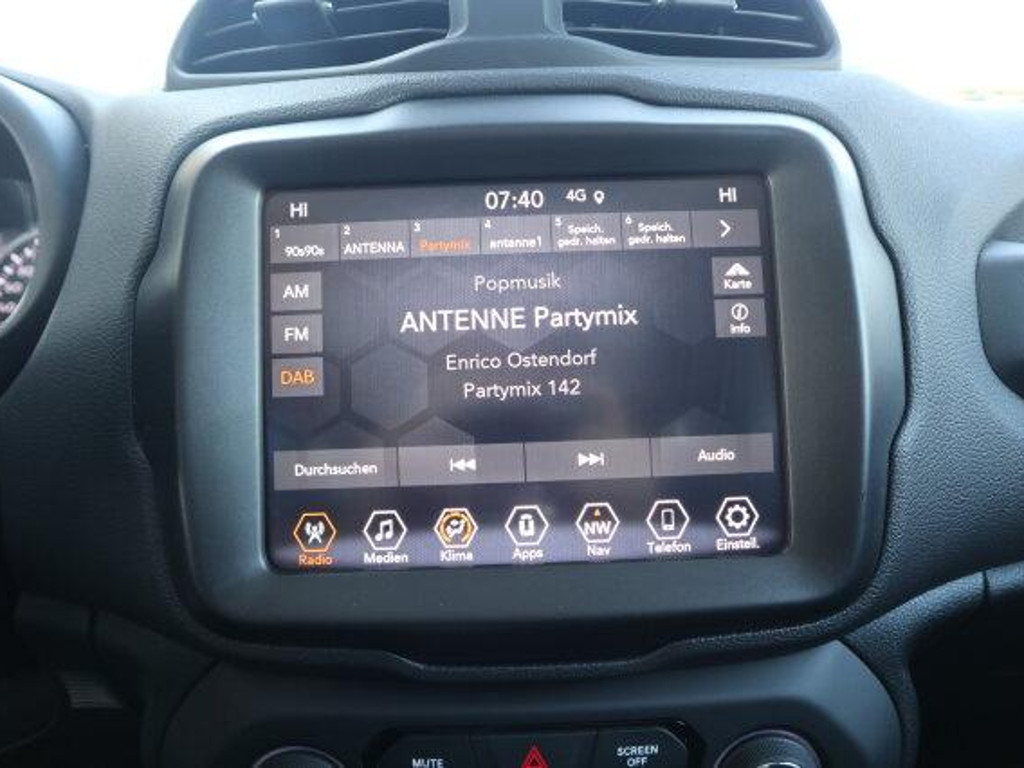 HI 07:40 4G HI
1 90s90s 2 ANTENNA 3 Partymix 4 antenne1 5 Speich. gedr. halten 6 Speich. gedr. halten
AM
FM
DAB
Popmusik
ANTENNE Partymix
Enrico Ostendorf
Partymix 142
Karte
Info
Durchsuchen Audio
NW
Radio Medien Klima Apps Nav Telefon Einstell.
MUTE SCREEN
OFF